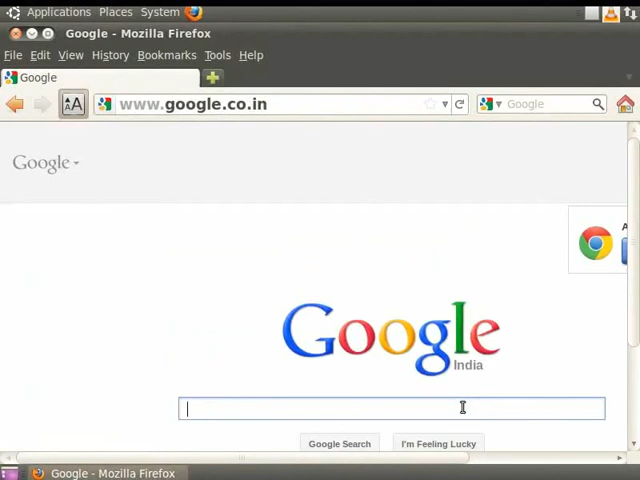 Applications Places System
Google - Mozilla Firefox
File Edit View History Bookmarks Tools Help
Google
www.google.co.in
Google
Google
Google
India
Google Search I'm Feeling Lucky
Google - Mozilla Firefox